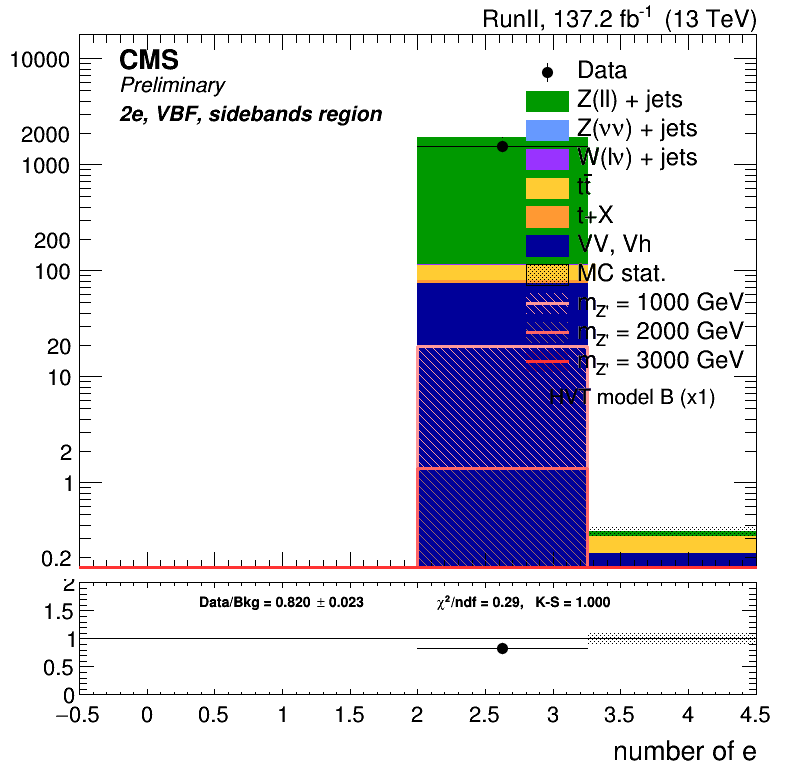 RunII, 137.2 fb⁻¹ (13 TeV)
CMS
Preliminary
2e, VBF, sidebands region
Data
Z(ll) + jets
Z(νν) + jets
W(lν) + jets
tt̄
t+X
VV, Vh
MC stat.
m_Z' = 1000 GeV
m_Z' = 2000 GeV
m_Z' = 3000 GeV
HVT model B (x1)
10000
2000
1000
200
100
20
10
2
1
0.2
Data/Bkg = 0.820 ± 0.023
χ²/ndf = 0.29, K-S = 1.000
2
1.5
1
0.5
0
−0.5 0 0.5 1 1.5 2 2.5 3 3.5 4 4.5
number of e